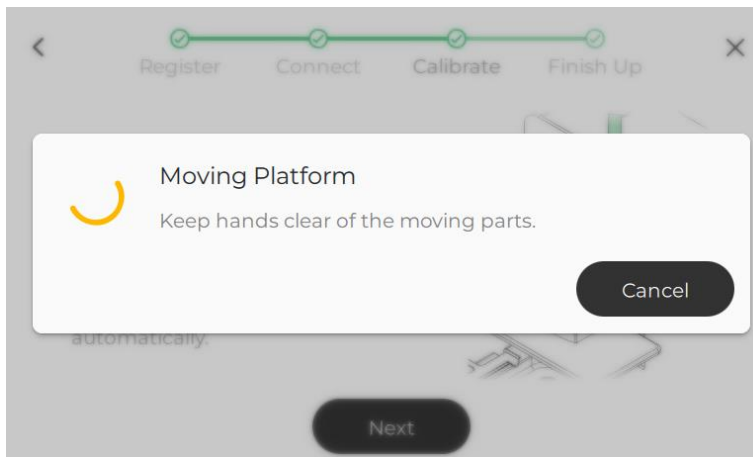 Register Connect Calibrate Finish Up
Moving Platform
Keep hands clear of the moving parts.
Cancel
automatically.
Next